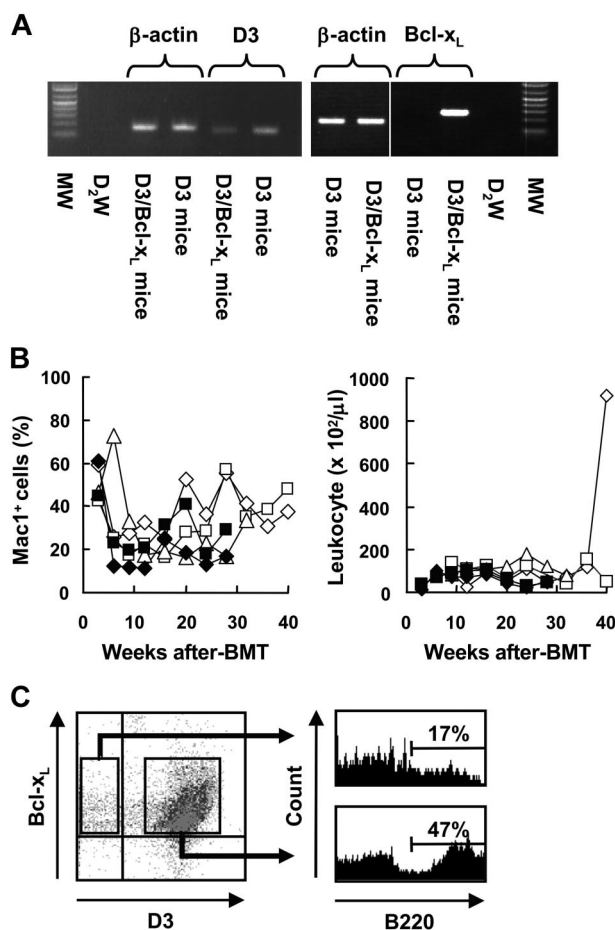 A
β-actin D3 β-actin Bcl-xL
MW
D2W
D3/Bcl-xL mice
D3 mice
D3/Bcl-xL mice
D3 mice
D3 mice
D3/Bcl-xL mice
D3 mice
D3/Bcl-xL mice
D2W
MW
B
Mac1+ cells (%)
100
80
60
40
20
0
0 10 20 30 40
Weeks after-BMT
Leukocyte (x 10²/μl)
1000
800
600
400
200
0
0 10 20 30 40
Weeks after-BMT
C
Bcl-xL
D3
Count
17%
47%
B220